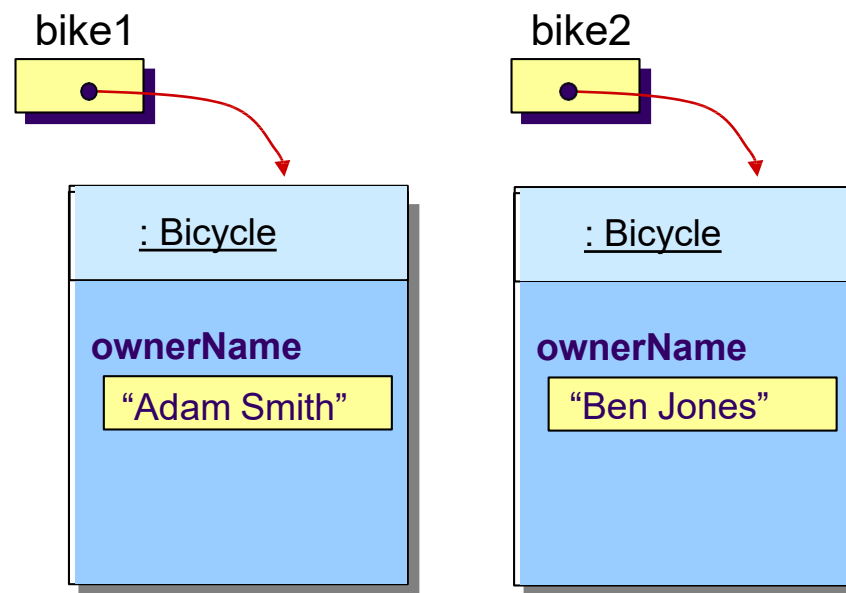 bike1
bike2
: Bicycle
: Bicycle
ownerName
ownerName
“Adam Smith”
“Ben Jones”